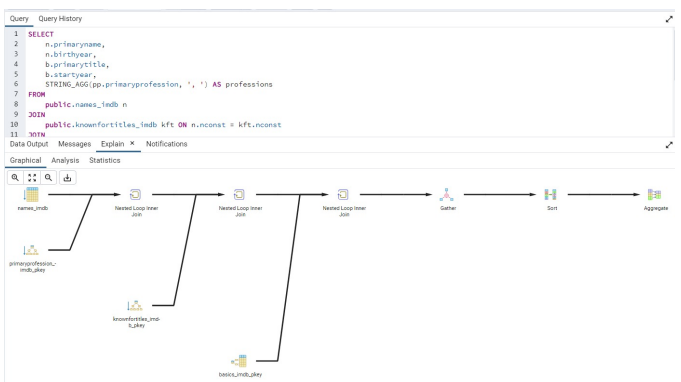 Query Query History
1 SELECT
2 n.primaryname,
3 n.birthyear,
4 b.primarytitle,
5 b.startyear,
6 STRING_AGG(pp.primaryprofession, ', ') AS professions
7 FROM
8 public.names_imdb n
9 JOIN
10 public.knownfortitles_imdb kft ON n.nconst = kft.nconst
11 JOIN
Data Output Messages Explain × Notifications
Graphical Analysis Statistics
names_imdb
Nested Loop Inner
Join
Nested Loop Inner
Join
Nested Loop Inner
Join
Gather
Sort
Aggregate
primaryprofession_-
imdb_pkey
knownfortitles_imd-
b_pkey
basics_imdb_pkey